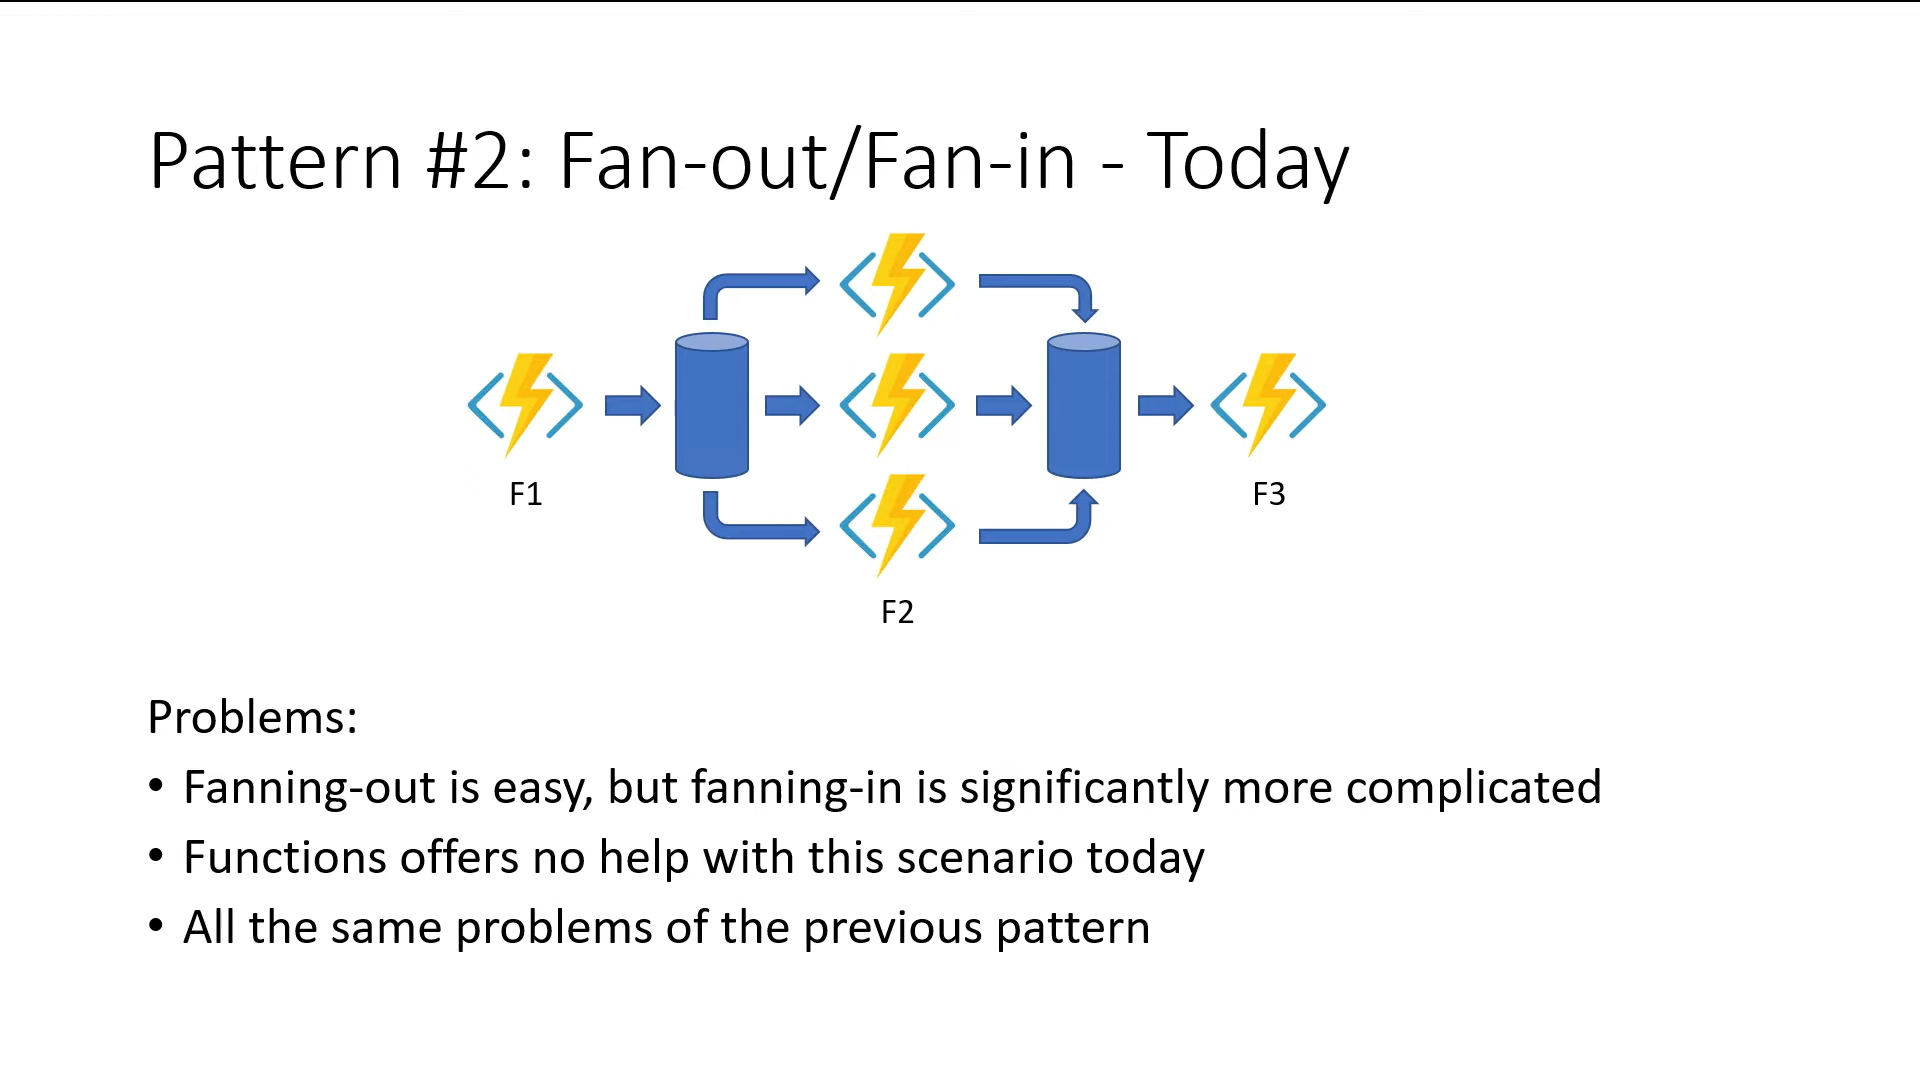 Pattern #2: Fan-out/Fan-in - Today
F1
F3
F2
Problems:
• Fanning-out is easy, but fanning-in is significantly more complicated
• Functions offers no help with this scenario today
• All the same problems of the previous pattern